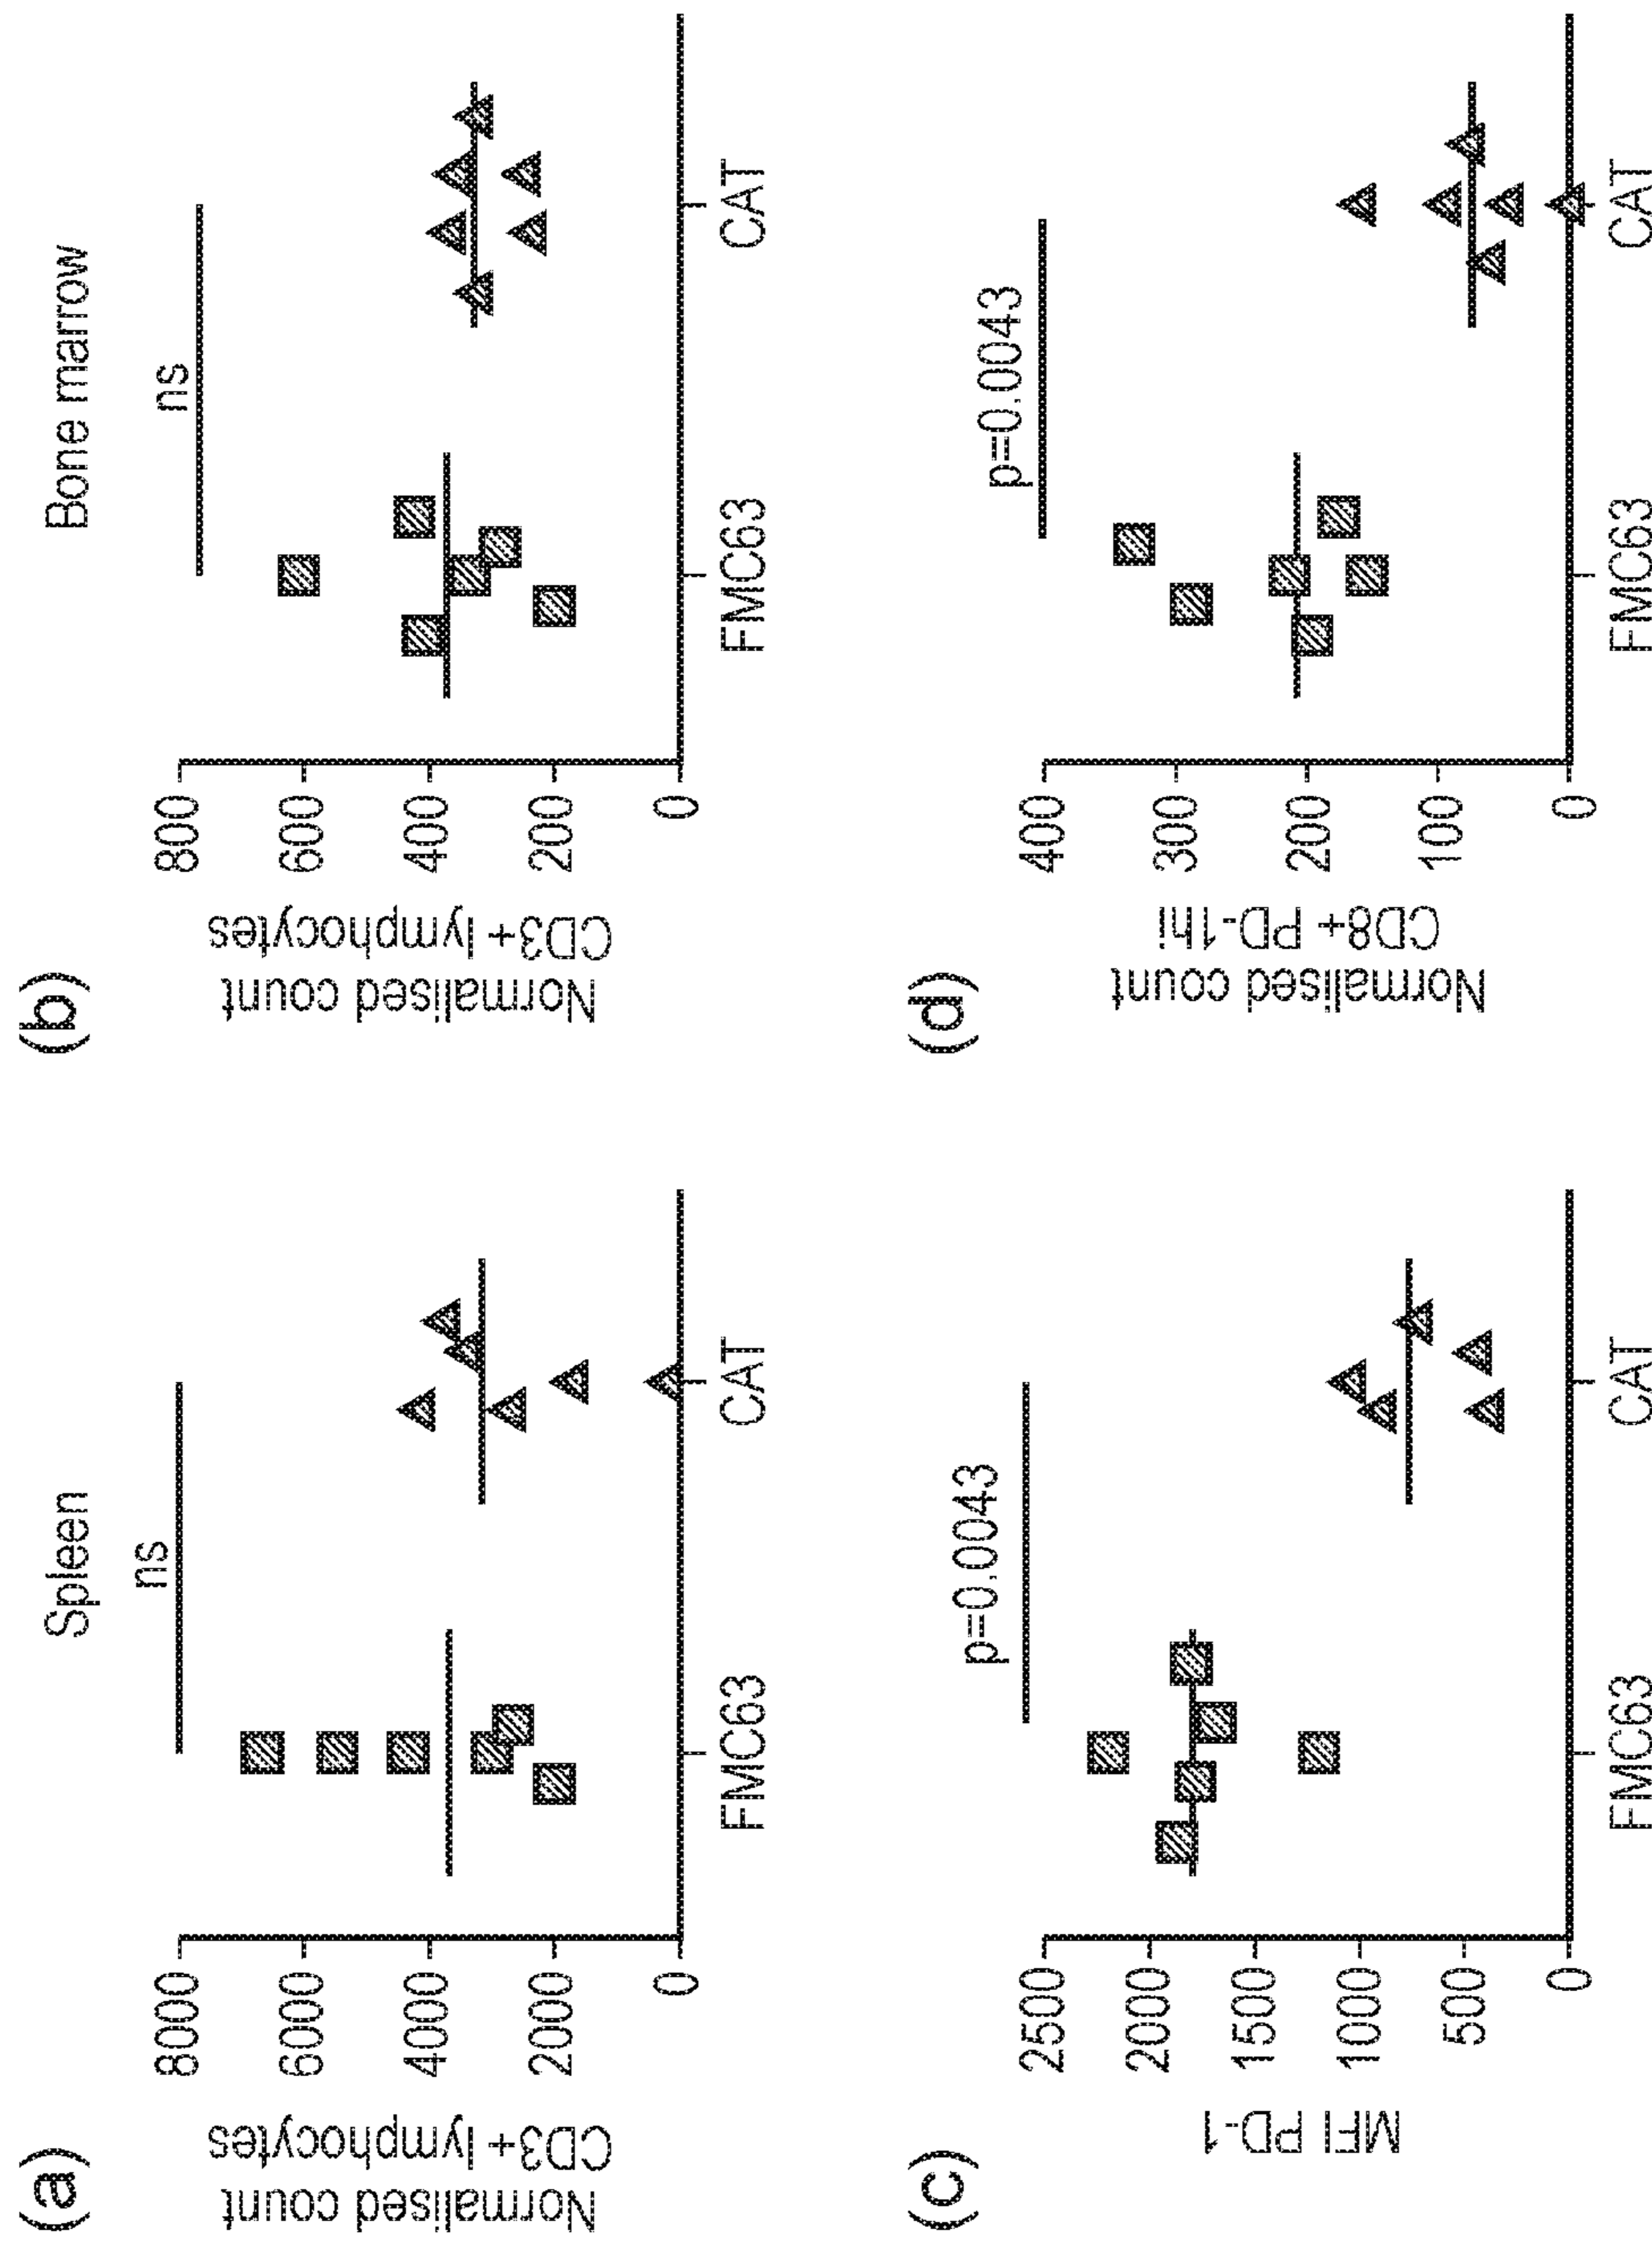 (a)
Spleen
ns
8000
6000
4000
2000
0
Normalised count
CD3+ lymphocytes
FMC63
CAT
(b)
Bone marrow
ns
800
600
400
200
0
Normalised count
CD3+ lymphocytes
FMC63
CAT
(c)
p=0.0043
2500
2000
1500
1000
500
0
MFI PD-1
FMC63
CAT
(d)
p=0.0043
400
300
200
100
0
Normalised count
CD8+ PD-1hi
FMC63
CAT